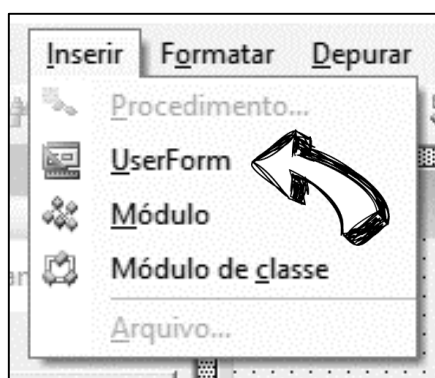 Inserir Formatar Depurar
Procedimento...
UserForm
Módulo
Módulo de classe
Arquivo...